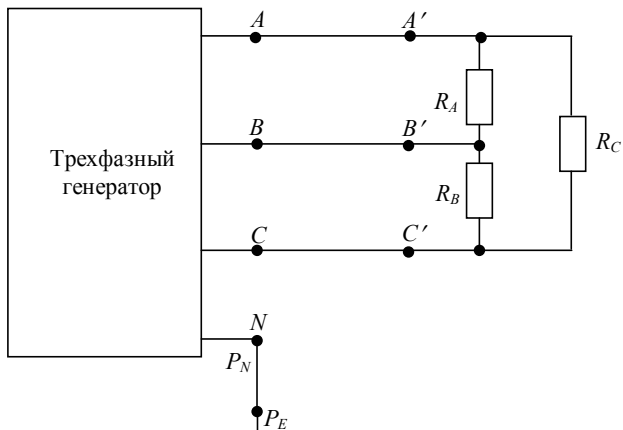 A A′
R_A
B B′
Трехфазный
генератор
R_C
R_B
C C′
N
P_N
P_E